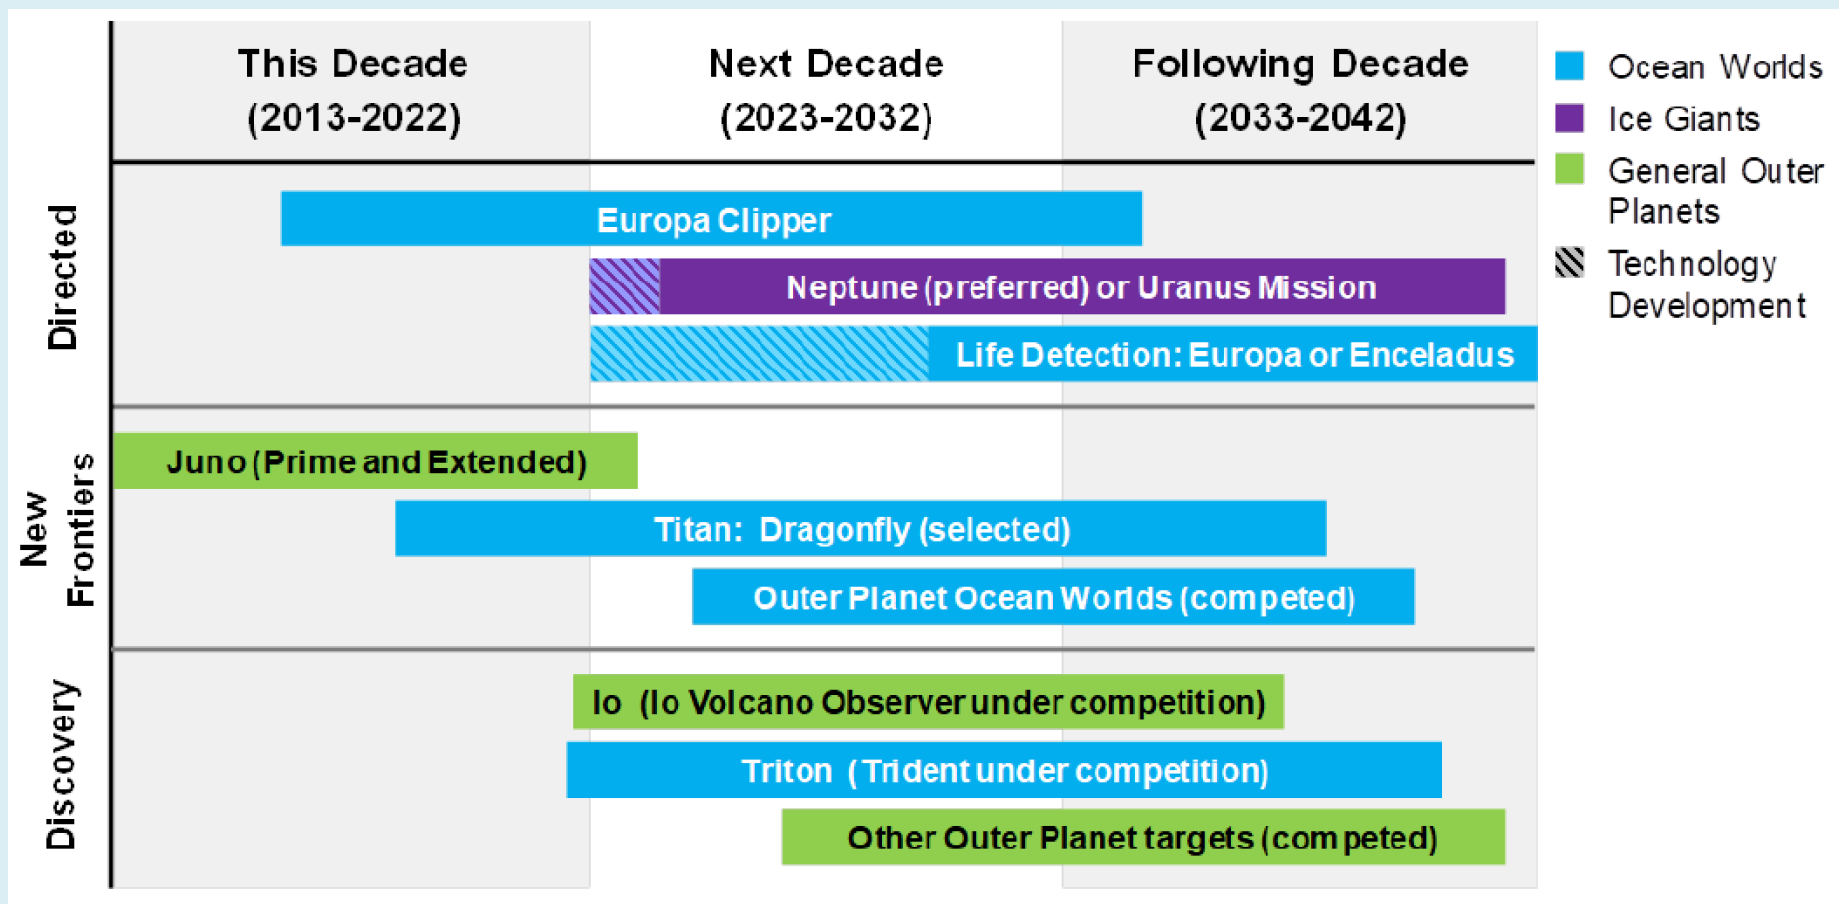 This Decade
(2013-2022)
Next Decade
(2023-2032)
Following Decade
(2033-2042)
Ocean Worlds
Ice Giants
General Outer
Planets
Technology
Development
Directed
Europa Clipper
Neptune (preferred) or Uranus Mission
Life Detection: Europa or Enceladus
New
Frontiers
Juno (Prime and Extended)
Titan: Dragonfly (selected)
Outer Planet Ocean Worlds (competed)
Discovery
Io (Io Volcano Observer under competition)
Triton (Trident under competition)
Other Outer Planet targets (competed)